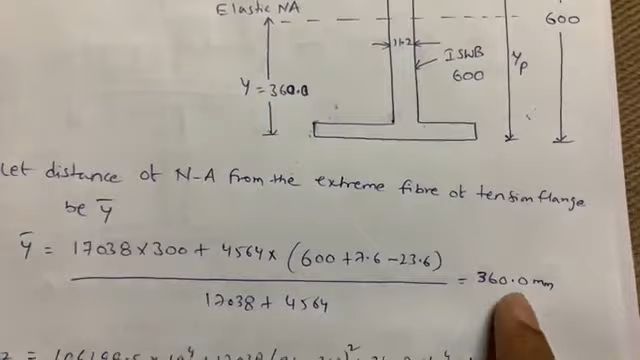 Elastic NA
600
11.2
ISWB
600
yp
y = 360.0
Let distance of N-A from the extreme fibre of tension flange
be ȳ
ȳ = 17038 × 300 + 4564 × (600 + 7.6 - 23.6)
= 360.0 mm
17038 + 4564